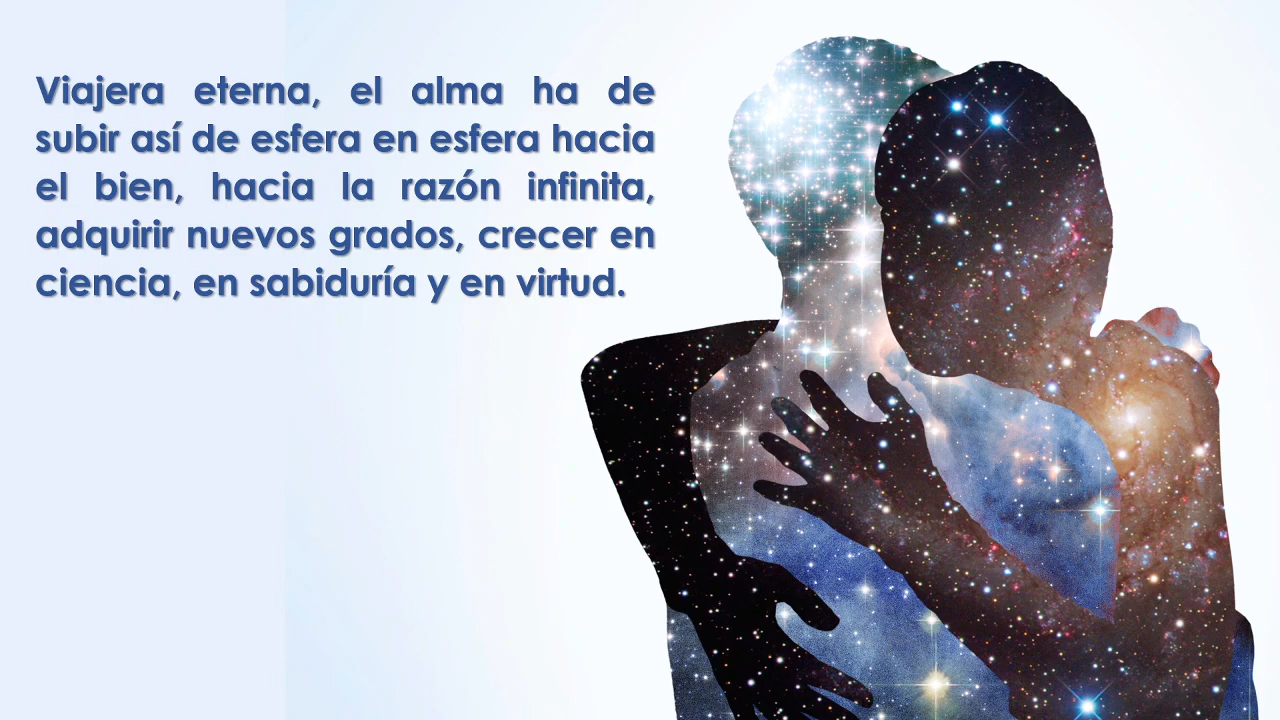 Viajera eterna, el alma ha de
subir así de esfera en esfera hacia
el bien, hacia la razón infinita,
adquirir nuevos grados, crecer en
ciencia, en sabiduría y en virtud.